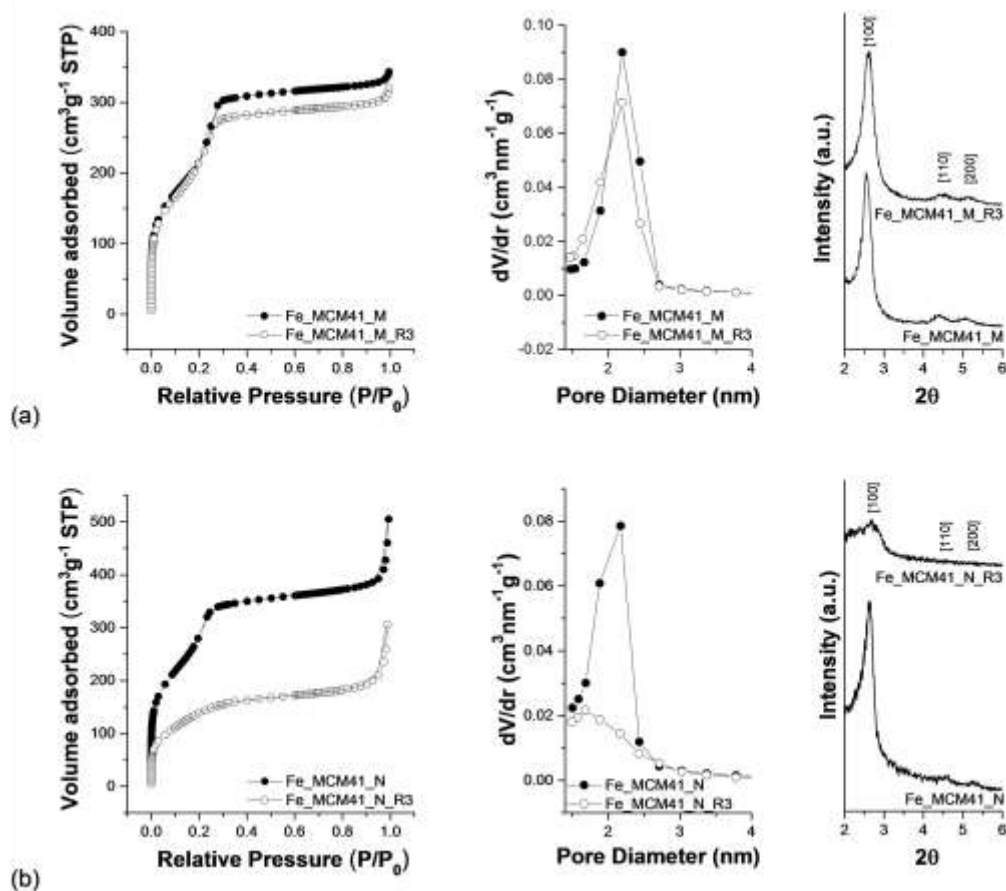 400
300
200
100
0
Volume adsorbed (cm³g⁻¹ STP)
Fe_MCM41_M
Fe_MCM41_M_R3
0.0 0.2 0.4 0.6 0.8 1.0
Relative Pressure (P/P₀)
0.10
0.08
0.06
0.04
0.02
0.00
-0.02
dV/dr (cm³nm⁻¹g⁻¹)
Fe_MCM41_M
Fe_MCM41_M_R3
2 3 4
Pore Diameter (nm)
Intensity (a.u.)
[100]
[110]
[200]
Fe_MCM41_M_R3
Fe_MCM41_M
2 3 4 5 6
2θ
(a)
500
400
300
200
100
0
Volume adsorbed (cm³g⁻¹ STP)
Fe_MCM41_N
Fe_MCM41_N_R3
0.0 0.2 0.4 0.6 0.8 1.0
Relative Pressure (P/P₀)
0.08
0.06
0.04
0.02
0.00
dV/dr (cm³nm⁻¹g⁻¹)
Fe_MCM41_N
Fe_MCM41_N_R3
2 3 4
Pore Diameter (nm)
Intensity (a.u.)
[100]
[110]
[200]
Fe_MCM41_N_R3
Fe_MCM41_N
2 3 4 5 6
2θ
(b)